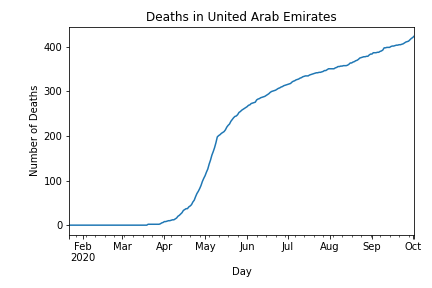 Deaths in United Arab Emirates
Number of Deaths
400
300
200
100
0
Feb Mar Apr May Jun Jul Aug Sep Oct
2020
Day